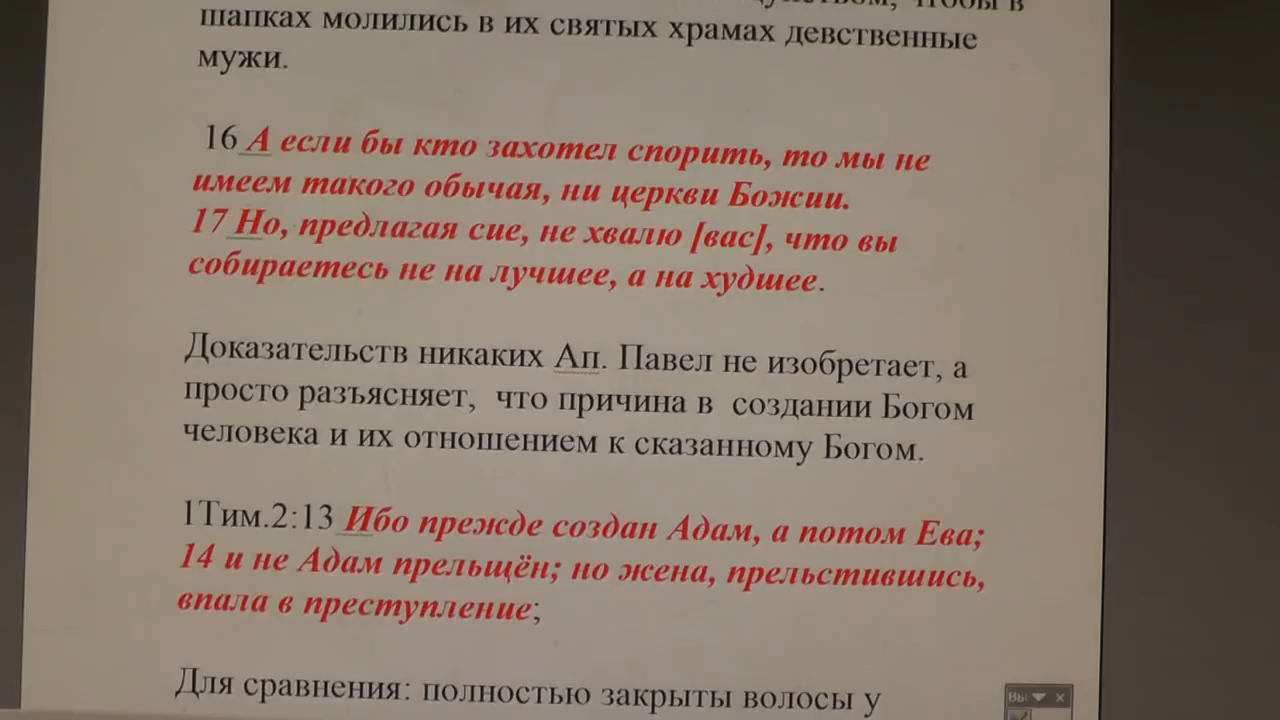 чтобы в
шапках молились в их святых храмах девственные
мужи.
16 А если бы кто захотел спорить, то мы не
имеем такого обычая, ни церкви Божии.
17 Но, предлагая сие, не хвалю [вас], что вы
собираетесь не на лучшее, а на худшее.
Доказательств никаких Ап. Павел не изобретает, а
просто разъясняет, что причина в создании Богом
человека и их отношением к сказанному Богом.
1Тим.2:13 Ибо прежде создан Адам, а потом Ева;
14 и не Адам прельщён; но жена, прельстившись,
впала в преступление;
Для сравнения: полностью закрыты волосы у